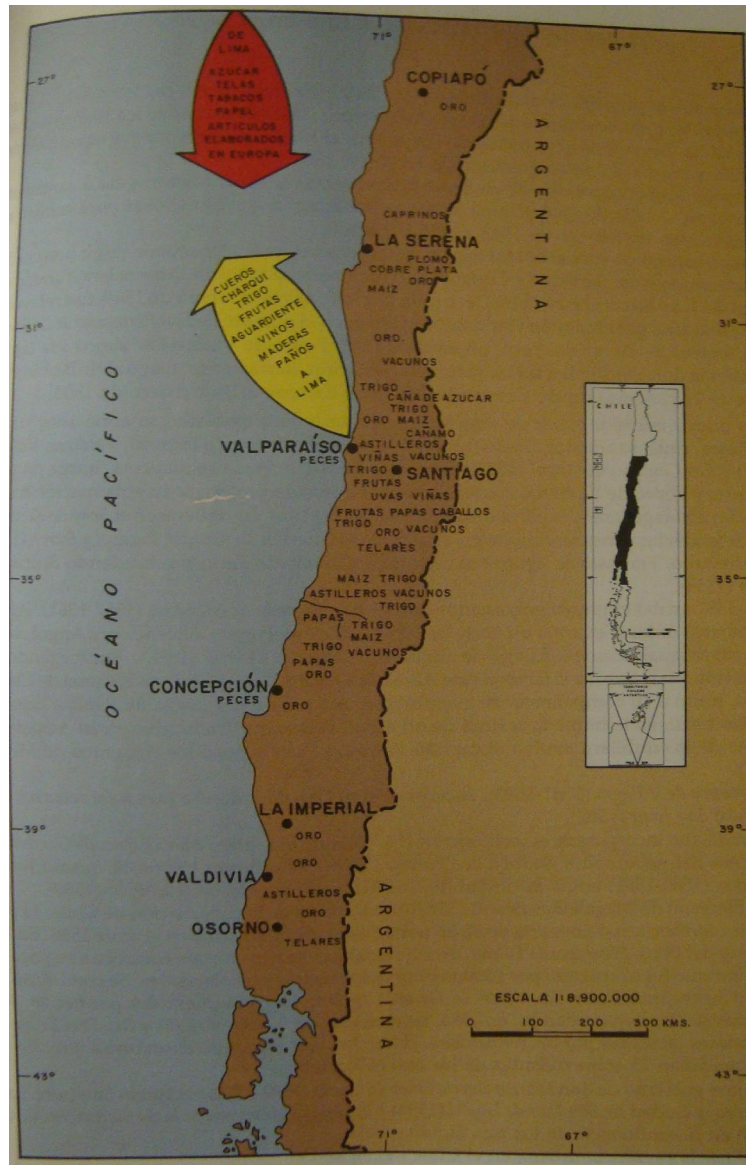 71°
67°
27°
27°
DE
LIMA
AZUCAR
TELAS
TABACOS
PAPEL
ARTICULOS
ELABORADOS
EN EUROPA
COPIAPÓ
ORO
ARGENTINA
CAPRINOS
LA SERENA
PLOMO
COBRE PLATA
ORO
MAIZ
CUEROS
CHARQUI
TRIGO
FRUTAS
AGUARDIENTE
VINOS
MADERAS
PAÑOS
A
LIMA
31°
31°
ORO.
VACUNOS
TRIGO
CAÑA DE AZUCAR
TRIGO
ORO MAIZ
CAÑAMO
OCÉANO PACÍFICO
VALPARAÍSO
PECES
ASTILLEROS
VIÑAS VACUNOS
TRIGO
SANTIAGO
FRUTAS
UVAS VIÑAS
FRUTAS PAPAS CABALLOS
TRIGO
ORO VACUNOS
TELARES
CHILE
35°
35°
MAIZ TRIGO
ASTILLEROS VACUNOS
TRIGO
PAPAS
TRIGO
MAIZ
TRIGO
VACUNOS
PAPAS
ORO
CONCEPCIÓN
PECES
ORO
LA IMPERIAL
39°
39°
ORO
ORO
VALDIVIA
ASTILLEROS
ORO
OSORNO
TELARES
ARGENTINA
ESCALA 1:8.900.000
0 100 200 300 KMS.
43°
43°
71°
67°